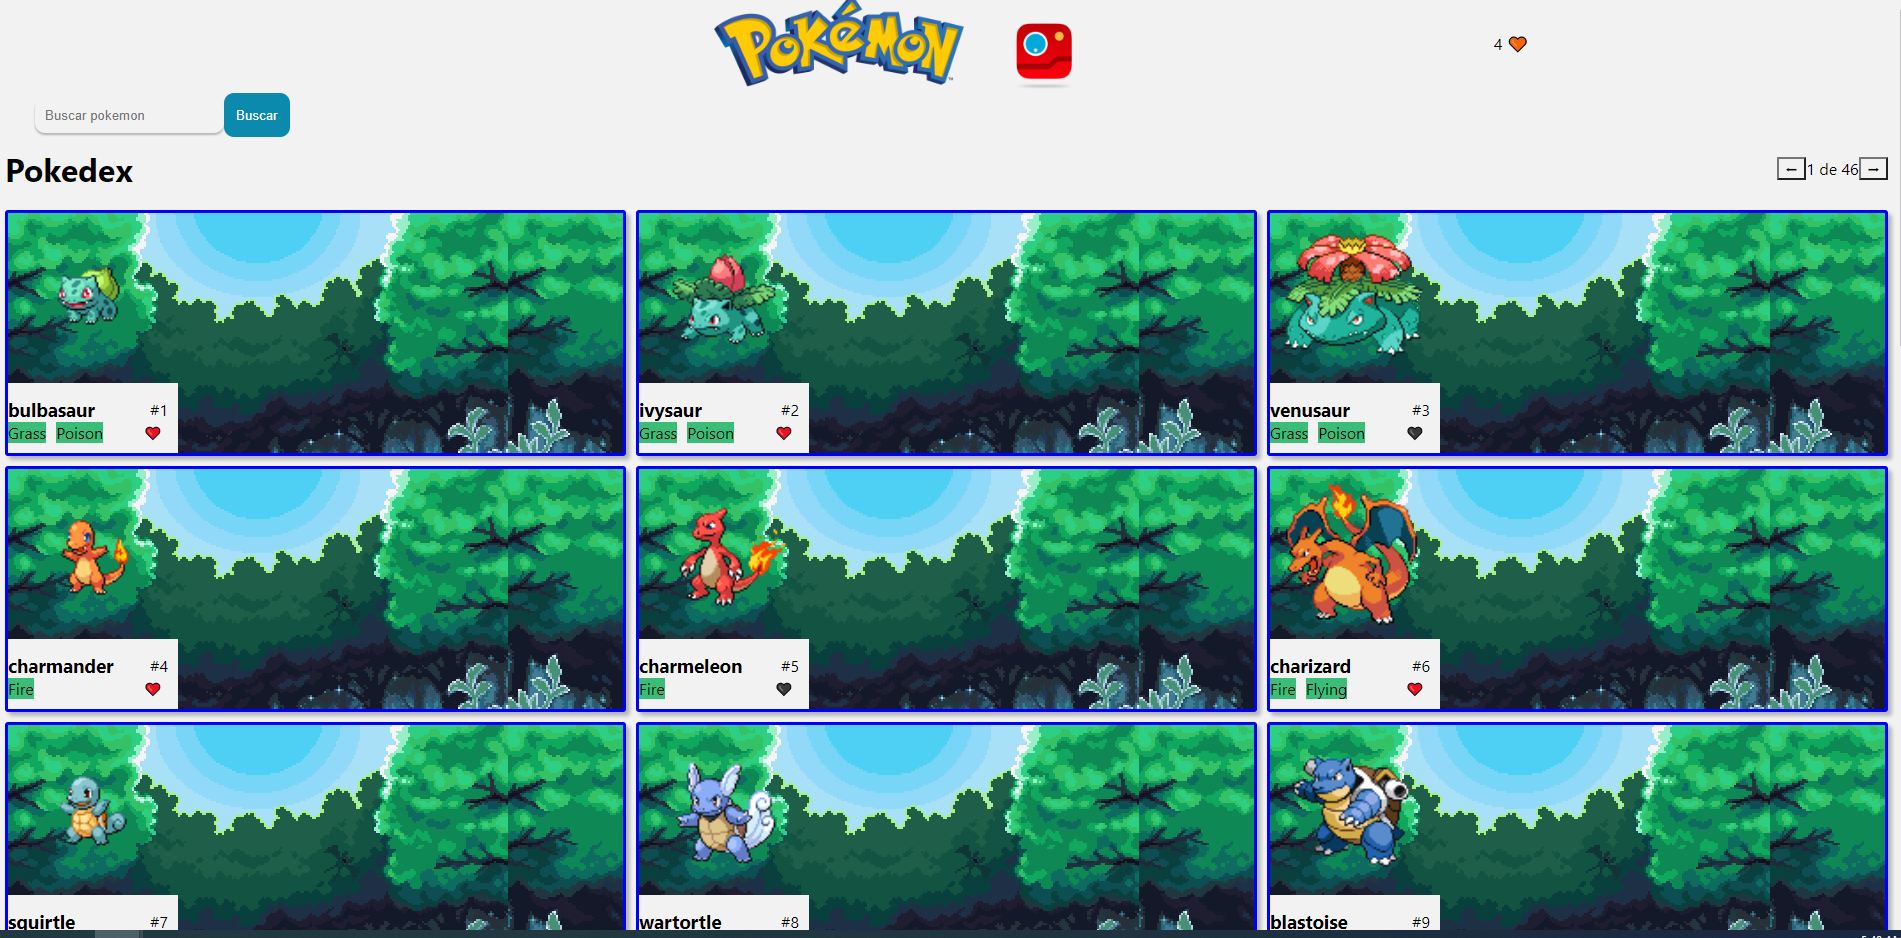 POKéMON TM
4
Buscar pokemon
Buscar
Pokedex
← 1 de 46 →
bulbasaur #1
Grass Poison
ivysaur #2
Grass Poison
venusaur #3
Grass Poison
charmander #4
Fire
charmeleon #5
Fire
charizard #6
Fire Flying
squirtle #7
wartortle #8
blastoise #9